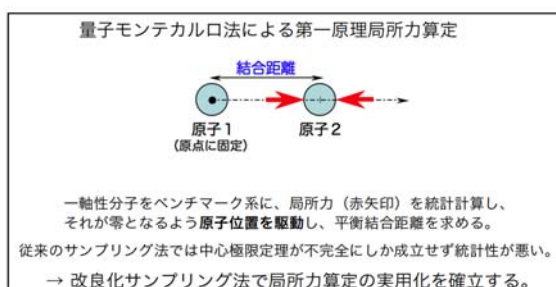 量子モンテカルロ法による第一原理局所力算定
結合距離
原子1
原子2
(原点に固定)
一軸性分子をベンチマーク系に、局所力（赤矢印）を統計計算し、
それが零となるよう原子位置を駆動し、平衡結合距離を求める。
従来のサンプリング法では中心極限定理が不完全にしか成立せず統計性が悪い。
→ 改良化サンプリング法で局所力算定の実用化を確立する。